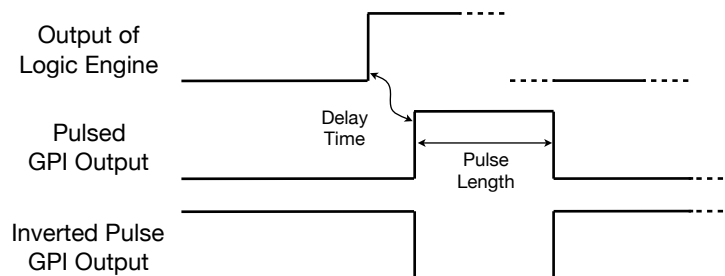 Output of
Logic Engine
Delay
Time
Pulsed
GPI Output
Pulse
Length
Inverted Pulse
GPI Output